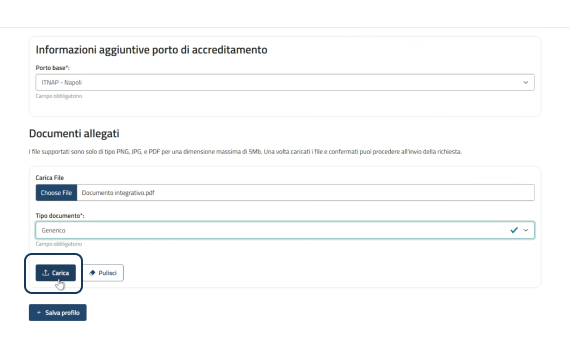 Informazioni aggiuntive porto di accreditamento
Porto base*:
ITNAP - Napoli
Campo obbligatorio
Documenti allegati
I file supportati sono solo di tipo PNG, JPG, e PDF per una dimensione massima di 5Mb. Una volta caricati i file e confermati puoi procedere all'invio della richiesta.
Carica File
Choose File Documento integrativo.pdf
Tipo documento*:
Generico
Campo obbligatorio
Carica Pulisci
+ Salva profilo